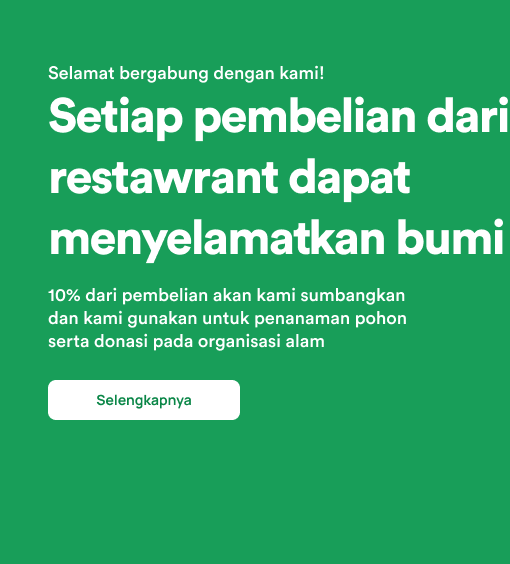 Selamat bergabung dengan kami!
Setiap pembelian dari
restawrant dapat
menyelamatkan bumi
10% dari pembelian akan kami sumbangkan
dan kami gunakan untuk penanaman pohon
serta donasi pada organisasi alam
Selengkapnya